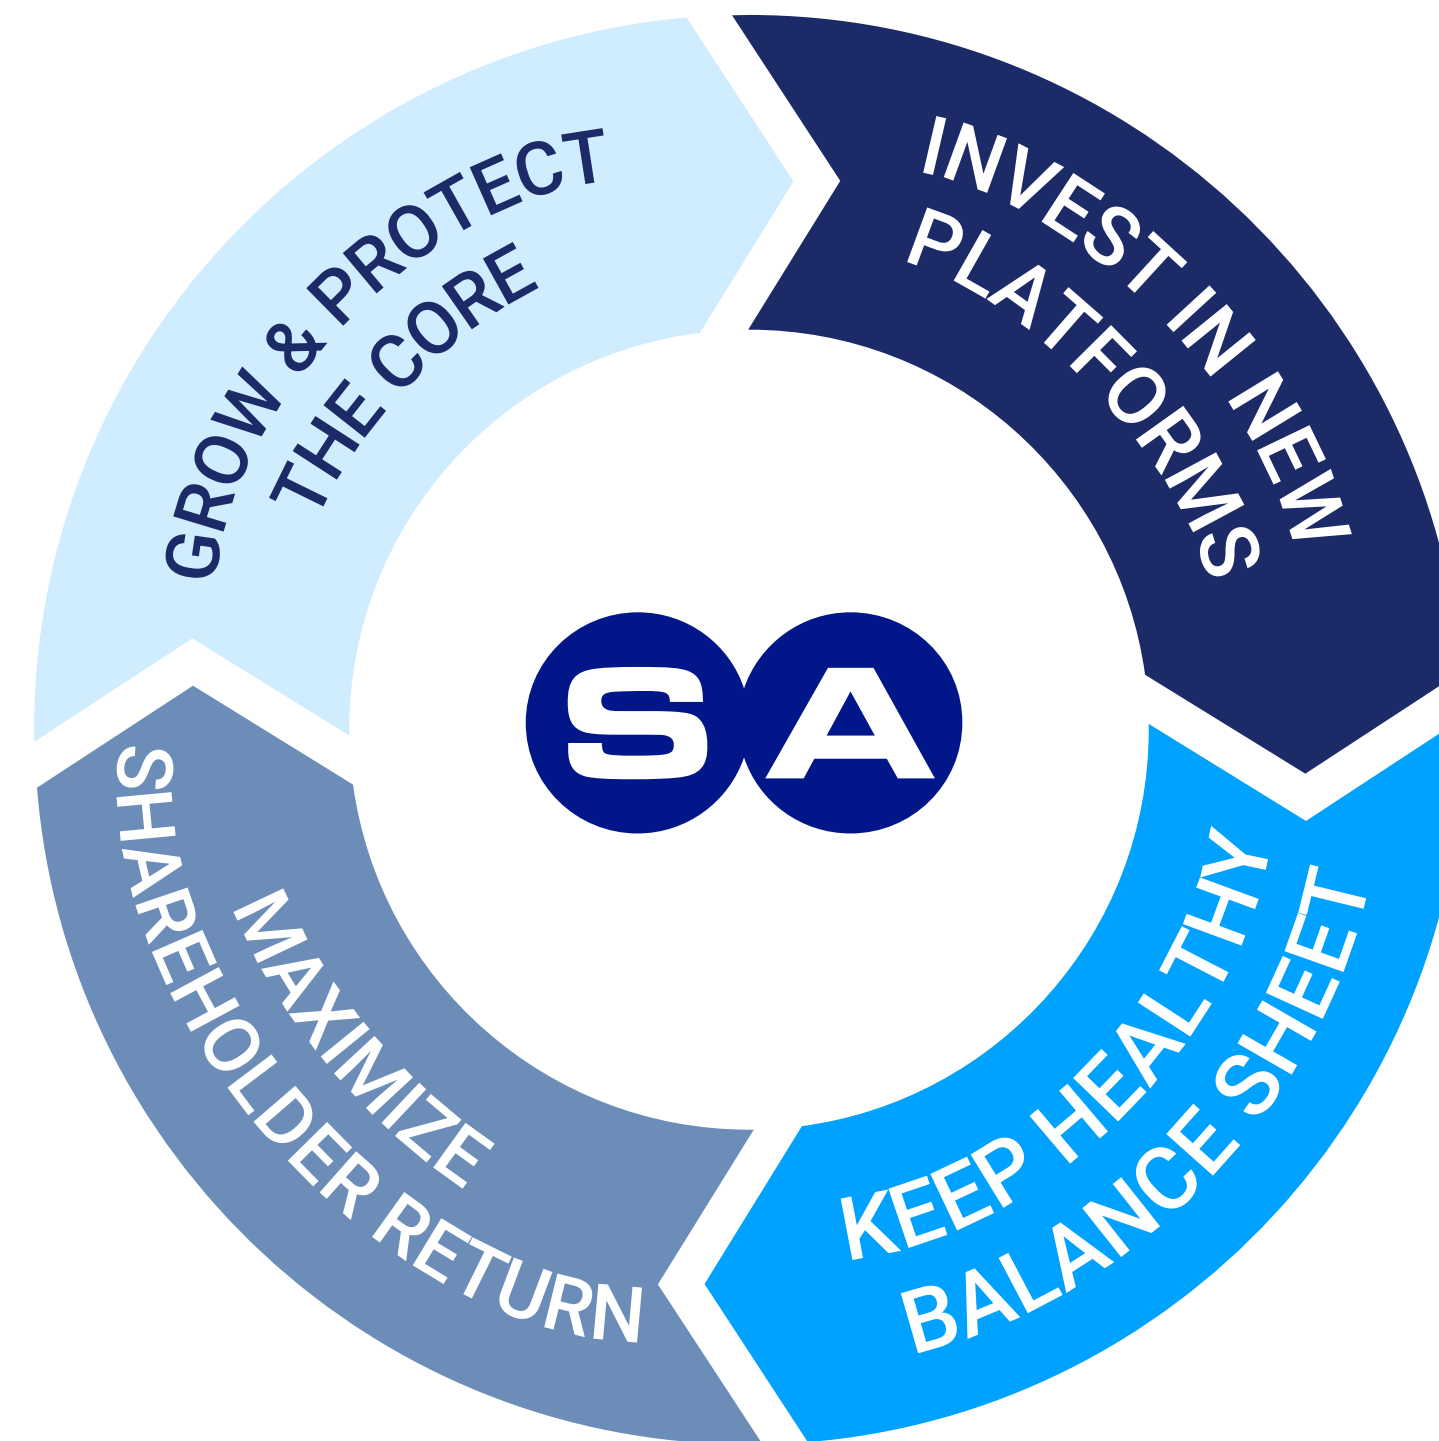 GROW & PROTECT
THE CORE
INVEST IN NEW
PLATFORMS
SA
MAXIMIZE
SHAREHOLDER RETURN
KEEP HEALTHY
BALANCE SHEET